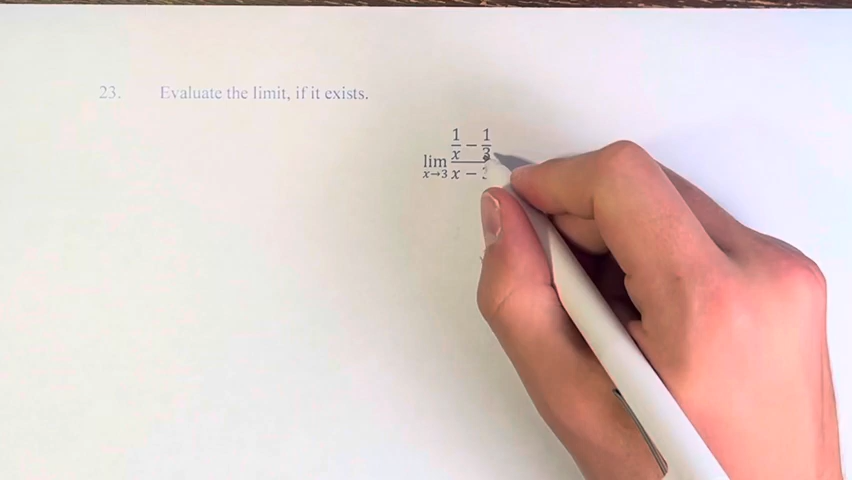 23. Evaluate the limit, if it exists.
1 1
x − 3
lim
x→3 x −